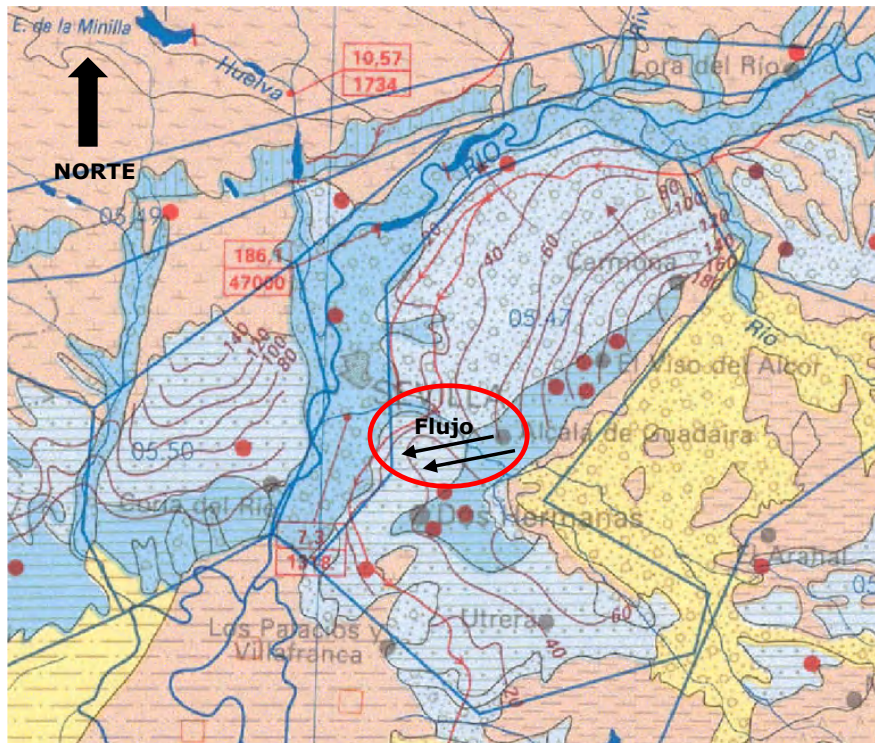 E. de la Minilla
Huelva
10,57
1734
Lora del Río
NORTE
RIO
05.49
186,1
47000
20
40
60
80
100
120
140
160
180
Carmona
05.47
Río
El Viso del Alcor
140
100
80
SEVILLA
Flujo
Alcalá de Guadaira
05.50
Coria del Río
Dos Hermanas
7,3
El Arahal
Utrera
60
40
20
Los Palacios y
Villafranca